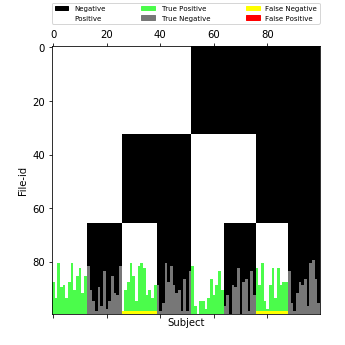 Negative True Positive False Negative
Positive True Negative False Positive
0 20 40 60 80
0
20
40
60
80
File-id
Subject